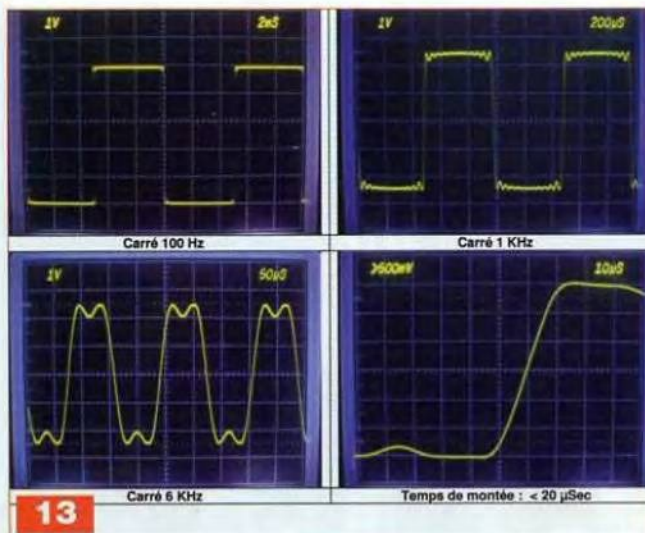 1V 2mS
1V 200µS
Carré 100 Hz
Carré 1 KHz
1V 50µS
>500mV 10µS
Carré 6 KHz
Temps de montée : < 20 µSec
13